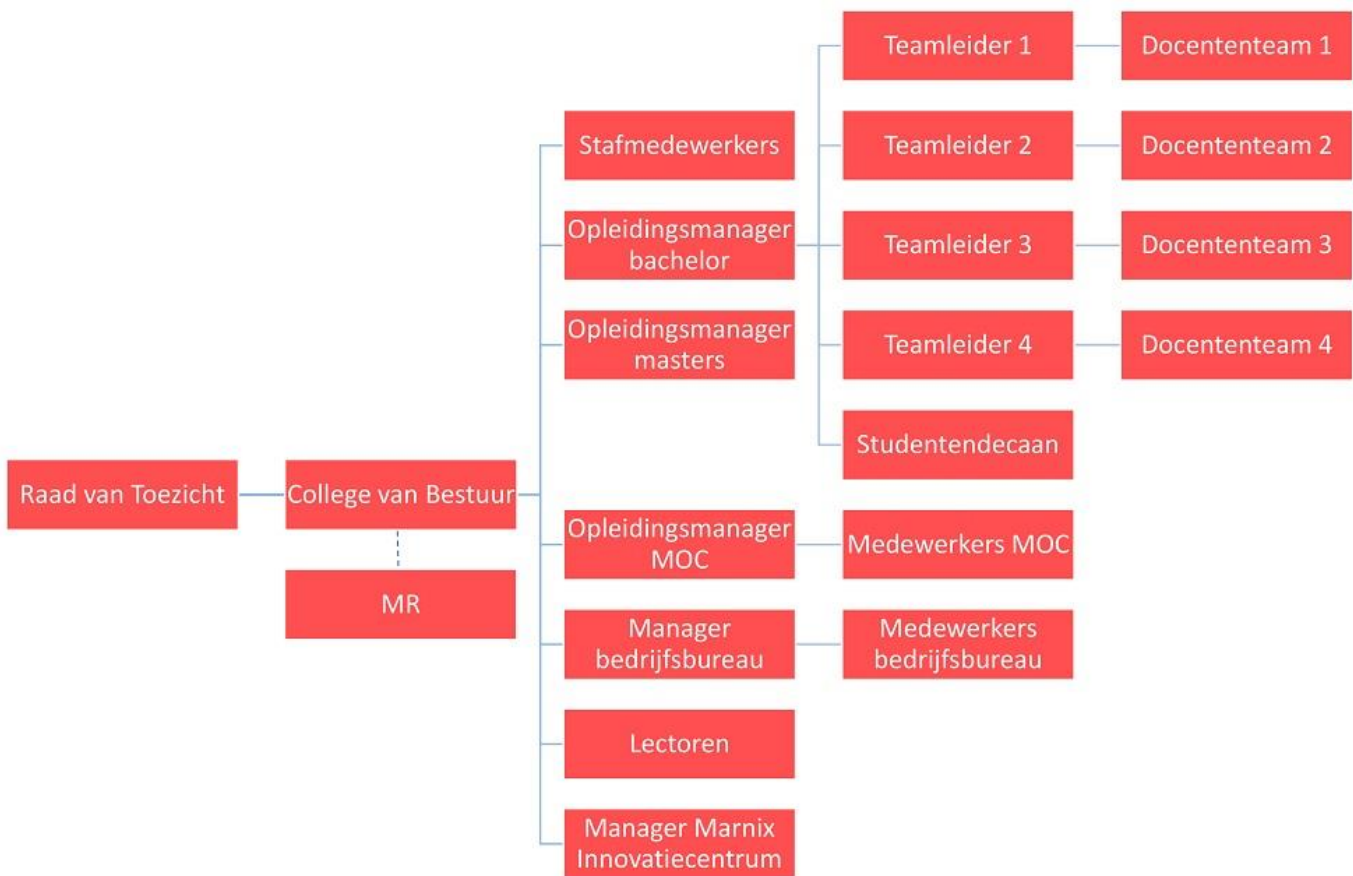 Teamleider 1
Docententeam 1
Stafmedewerkers
Teamleider 2
Docententeam 2
Opleidingsmanager
bachelor
Teamleider 3
Docententeam 3
Opleidingsmanager
masters
Teamleider 4
Docententeam 4
Studentendecaan
Raad van Toezicht
College van Bestuur
Opleidingsmanager
MOC
Medewerkers MOC
MR
Manager
bedrijfsbureau
Medewerkers
bedrijfsbureau
Lectoren
Manager Marnix
Innovatiecentrum